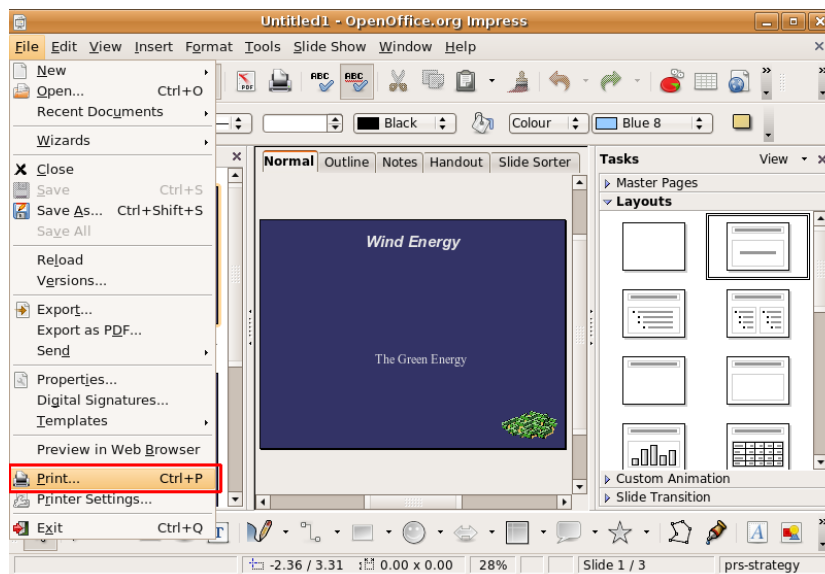 Untitled1 - OpenOffice.org Impress
File Edit View Insert Format Tools Slide Show Window Help
New
Open... Ctrl+O
Recent Documents
Wizards
Close
Save Ctrl+S
Save As... Ctrl+Shift+S
Save All
Reload
Versions...
Export...
Export as PDF...
Send
Properties...
Digital Signatures...
Templates
Preview in Web Browser
Print... Ctrl+P
Printer Settings...
Exit Ctrl+Q
PDF ABC ABC
Black Colour Blue 8
Normal Outline Notes Handout Slide Sorter
Wind Energy
The Green Energy
Tasks View
Master Pages
Layouts
Custom Animation
Slide Transition
T A
-2.36 / 3.31 0.00 x 0.00 28% Slide 1 / 3 prs-strategy